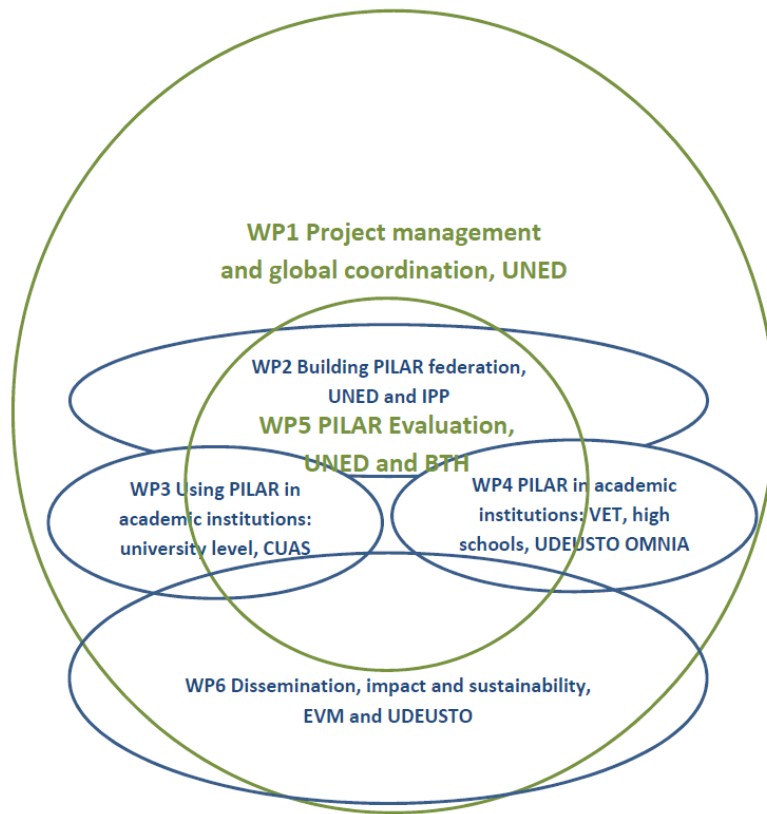 WP1 Project management
and global coordination, UNED
WP2 Building PILAR federation,
UNED and IPP
WP5 PILAR Evaluation,
UNED and BTH
WP3 Using PILAR in
academic institutions:
university level, CUAS
WP4 PILAR in academic
institutions: VET, high
schools, UDEUSTO OMNIA
WP6 Dissemination, impact and sustainability,
EVM and UDEUSTO